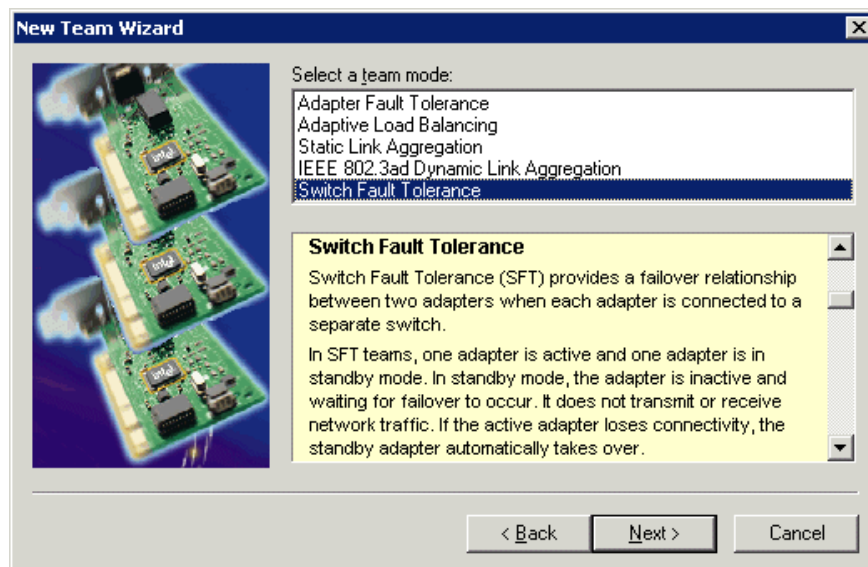 New Team Wizard
Select a team mode:
Adapter Fault Tolerance
Adaptive Load Balancing
Static Link Aggregation
IEEE 802.3ad Dynamic Link Aggregation
Switch Fault Tolerance
Switch Fault Tolerance
Switch Fault Tolerance (SFT) provides a failover relationship
between two adapters when each adapter is connected to a
separate switch.
In SFT teams, one adapter is active and one adapter is in
standby mode. In standby mode, the adapter is inactive and
waiting for failover to occur. It does not transmit or receive
network traffic. If the active adapter loses connectivity, the
standby adapter automatically takes over.
intel
intel
intel
< Back
Next >
Cancel